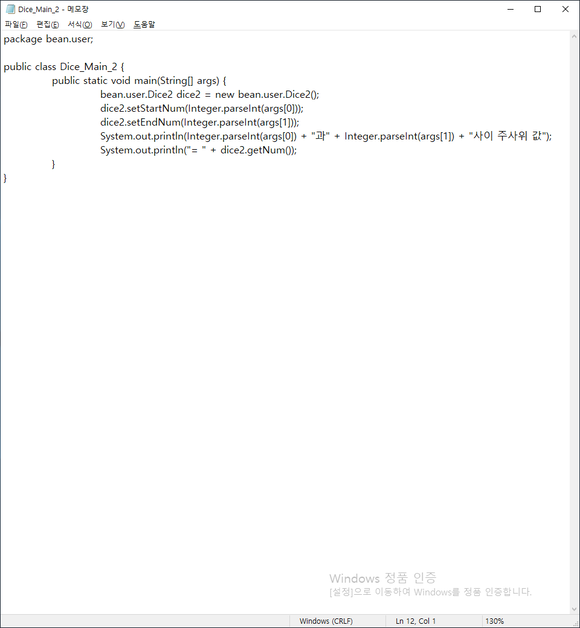 Dice_Main_2 - 메모장
파일(F) 편집(E) 서식(O) 보기(V) 도움말
package bean.user;
public class Dice_Main_2 {
public static void main(String[] args) {
bean.user.Dice2 dice2 = new bean.user.Dice2();
dice2.setStartNum(Integer.parseInt(args[0]));
dice2.setEndNum(Integer.parseInt(args[1]));
System.out.println(Integer.parseInt(args[0]) + "과" + Integer.parseInt(args[1]) + "사이 주사위 값");
System.out.println("= " + dice2.getNum());
}
}
Windows 정품 인증
[설정]으로 이동하여 Windows를 정품 인증합니다.
Windows (CRLF) Ln 12, Col 1 130%